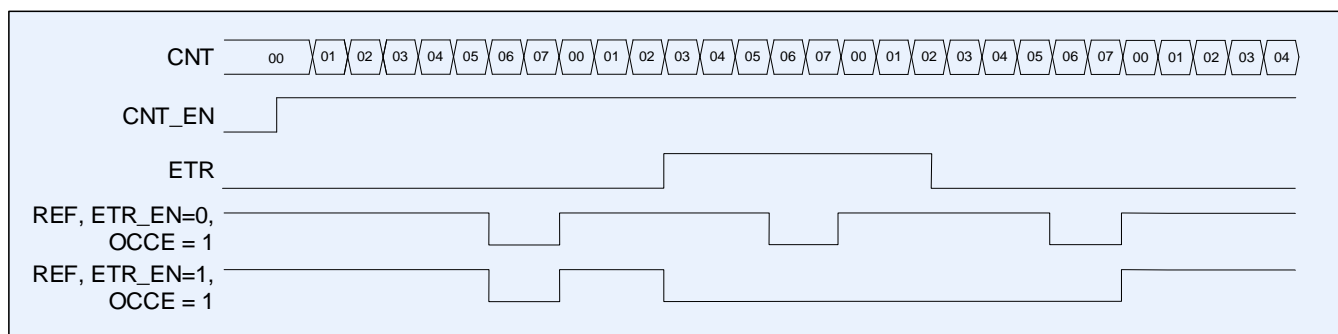 CNT 00 01 02 03 04 05 06 07 00 01 02 03 04 05 06 07 00 01 02 03 04 05 06 07 00 01 02 03 04
CNT_EN
ETR
REF, ETR_EN=0,
OCCE = 1
REF, ETR_EN=1,
OCCE = 1